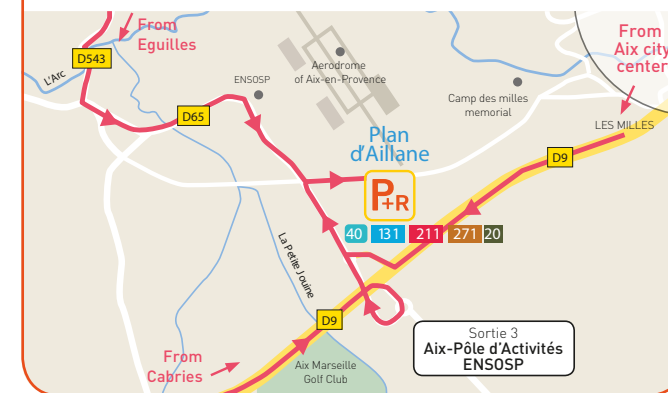 From
Eguilles
From
Aix city
center
D543
L'Arc
ENSOSP
Aerodrome
of Aix-en-Provence
Camp des milles
memorial
D65
LES MILLES
Plan
d'Aillane
D9
P+R
40 131 211 271 20
La Petite Jouine
D9
Sortie 3
Aix-Pôle d'Activités
ENSOSP
From
Cabries
Aix Marseille
Golf Club